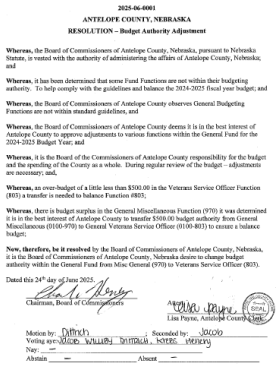 2025-06-0001
ANTELOPE COUNTY, NEBRASKA
RESOLUTION – Budget Authority Adjustment
Whereas, the Board of Commissioners of Antelope County, Nebraska, pursuant to Nebraska
Statute, is vested with the authority of administering the affairs of Antelope County, Nebraska;
and
Whereas, it has been determined that some Fund Functions are not within their budgeting
authority. To help comply with the guidelines and balance the 2024-2025 fiscal year budget; and
Whereas, the Board of Commissioners of Antelope County observes General Budgeting
Functions are not within standard guidelines, and
Whereas, the Board of Commissioners of Antelope County deems it is in the best interest of
Antelope County to approve adjustments to various functions within the General Fund for the
2024-2025 Budget Year; and
Whereas, it is the Board of Commissioners of Antelope County responsibility for the budget
and the spending of the County as a whole. During regular review of the budget – adjustments
are necessary; and,
Whereas, an over-budget of a little less than $500.00 in the Veterans Service Officer Function
(803) a transfer is needed to balance Function #803;
Whereas, there is budget surplus in the General Miscellaneous Function (970) it was determined
it is in the best interest of Antelope County to transfer $500.00 budget authority from General
Miscellaneous (0100-970) to General Veterans Service Officer (0100-803) to ensure a balance
budget;
Now, therefore, be it resolved by the Board of Commissioners of Antelope County, Nebraska,
it is the Board of Commissioners of Antelope County, Nebraska desire to change budget authority
within the General Fund from Misc General (970) to Veterans Service Officer (803).
Dated this 24th day of June 2025.
Chairman, Board of Commissioners
Attest:
Lisa Payne
Lisa Payne, Antelope County Clerk
SEAL
Motion by: Dittrich ; Seconded by: Jacob
Voting aye: Jacob, Williby, Dittrich, Krebs, Henery
Nay:
Abstain — Absent —